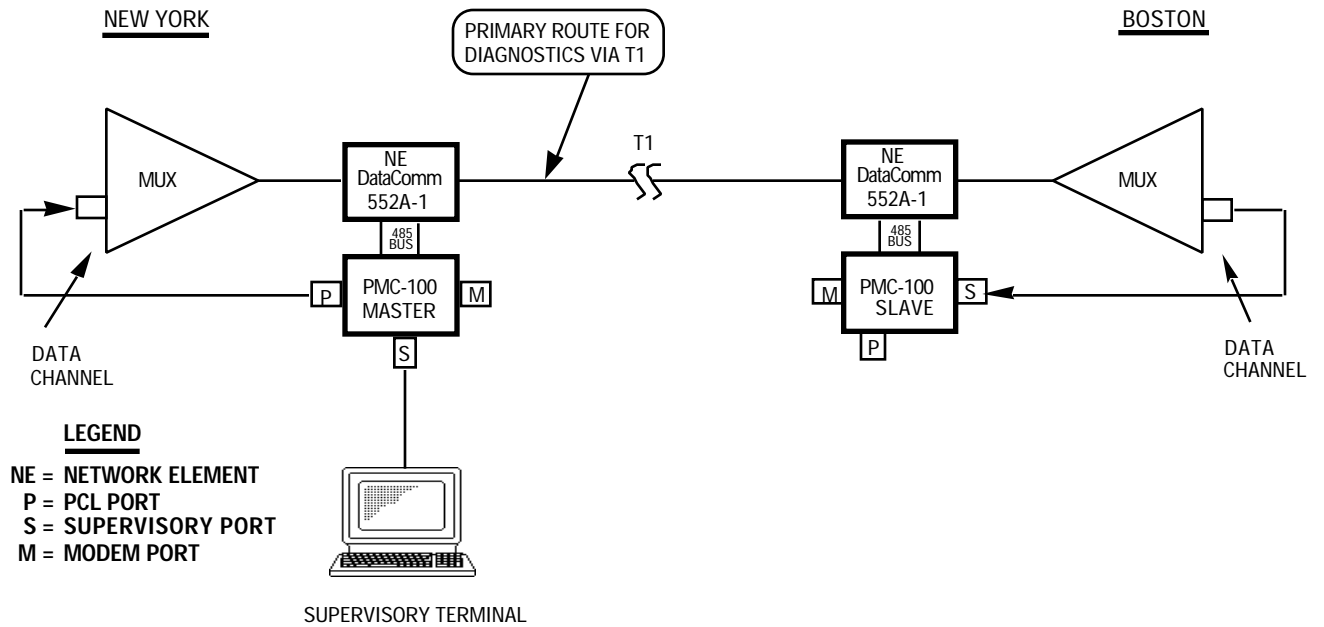 NEW YORK
BOSTON
PRIMARY ROUTE FOR
DIAGNOSTICS VIA T1
T1
MUX
NE
DataComm
552A-1
NE
DataComm
552A-1
MUX
485
BUS
485
BUS
P
PMC-100
MASTER
M
S
M
PMC-100
SLAVE
S
P
DATA
CHANNEL
DATA
CHANNEL
LEGEND
NE = NETWORK ELEMENT
P = PCL PORT
S = SUPERVISORY PORT
M = MODEM PORT
SUPERVISORY TERMINAL